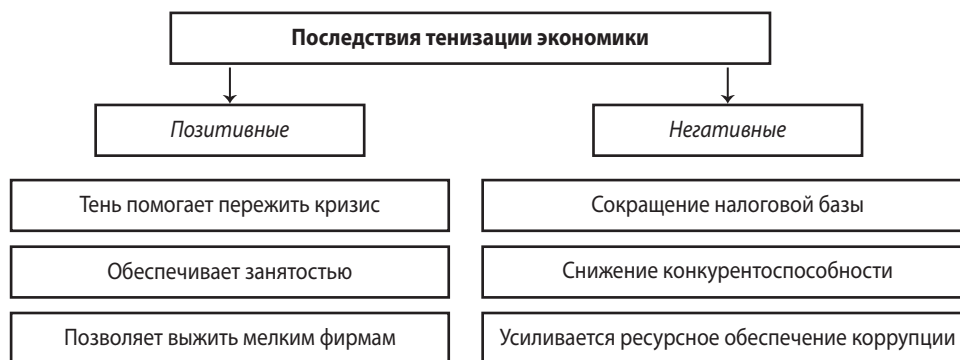 Последствия тенизации экономики
Позитивные
Негативные
Тень помогает пережить кризис
Сокращение налоговой базы
Обеспечивает занятостью
Снижение конкурентоспособности
Позволяет выжить мелким фирмам
Усиливается ресурсное обеспечение коррупции